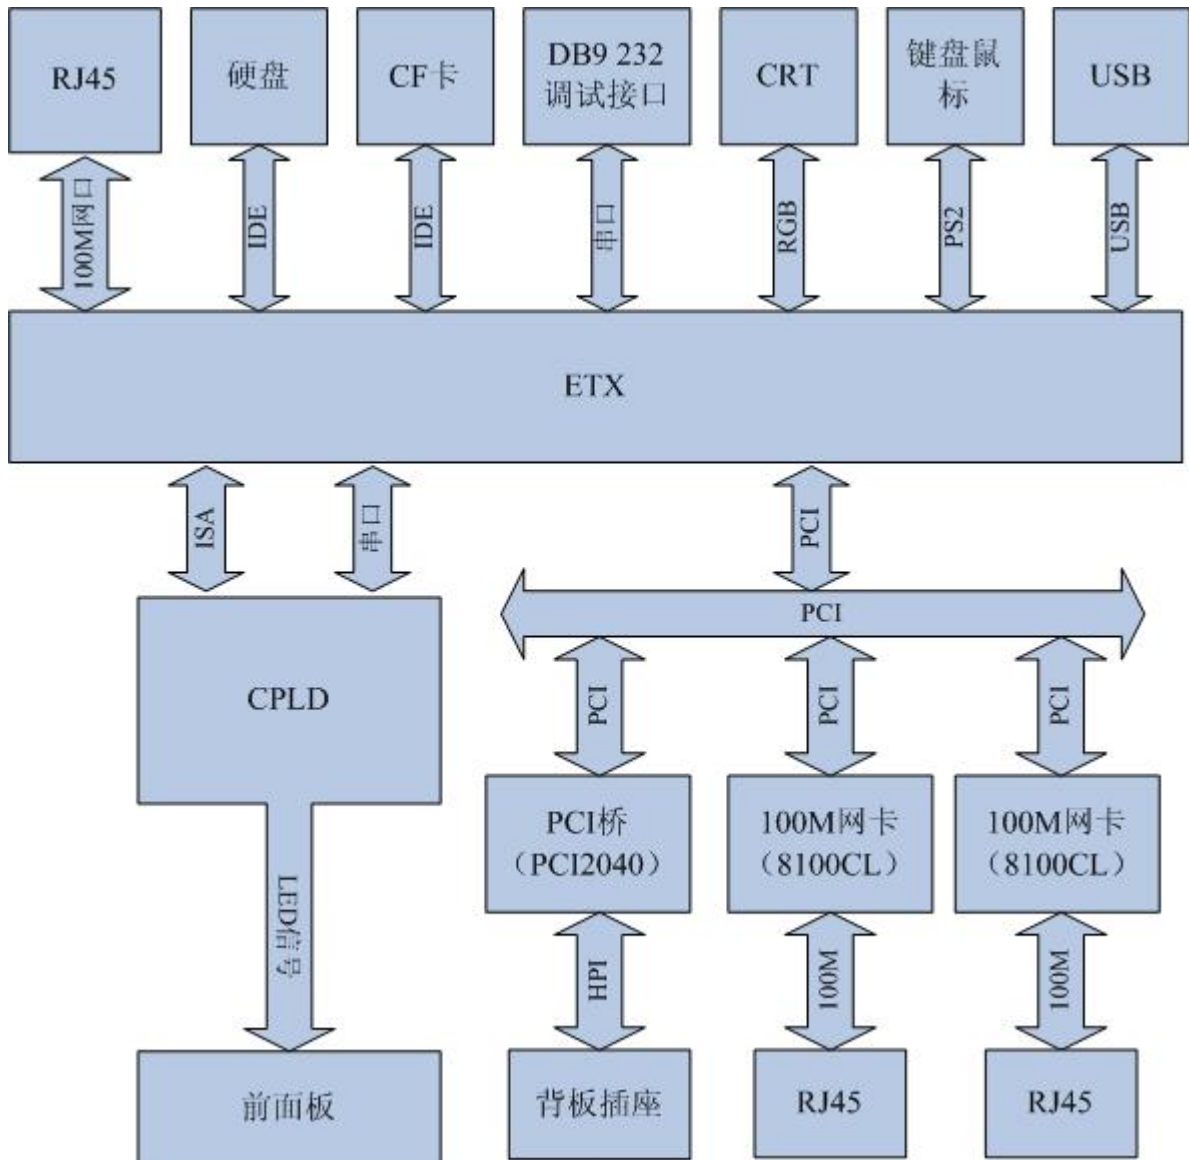 RJ45
硬盘
CF卡
DB9 232
调试接口
CRT
键盘鼠
标
USB
100M网口
IDE
IDE
串口
RGB
PS2
USB
ETX
ISA
串口
PCI
PCI
CPLD
PCI
PCI
PCI
PCI桥
（PCI2040）
100M网卡
（8100CL）
100M网卡
（8100CL）
LED信号
HPI
100M
100M
前面板
背板插座
RJ45
RJ45